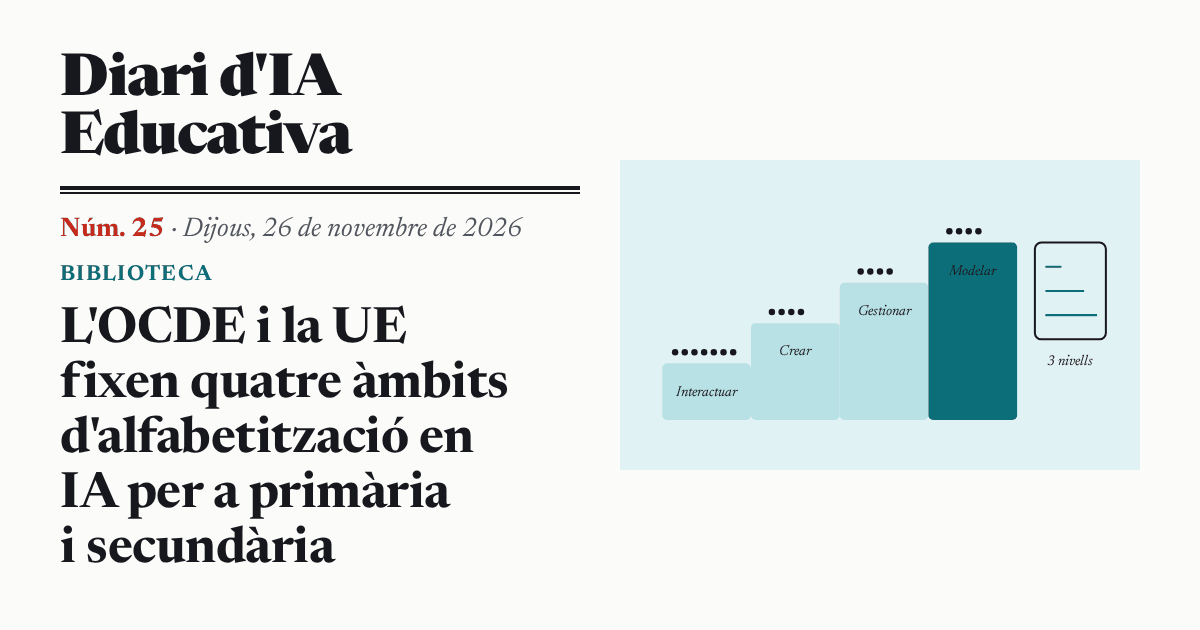 Diari d'IA
Educativa
Núm. 25 · Dijous, 26 de novembre de 2026
BIBLIOTECA
L'OCDE i la UE
fixen quatre àmbits
d'alfabetització en
IA per a primària
i secundària
Interactuar
Crear
Gestionar
Modelar
3 nivells